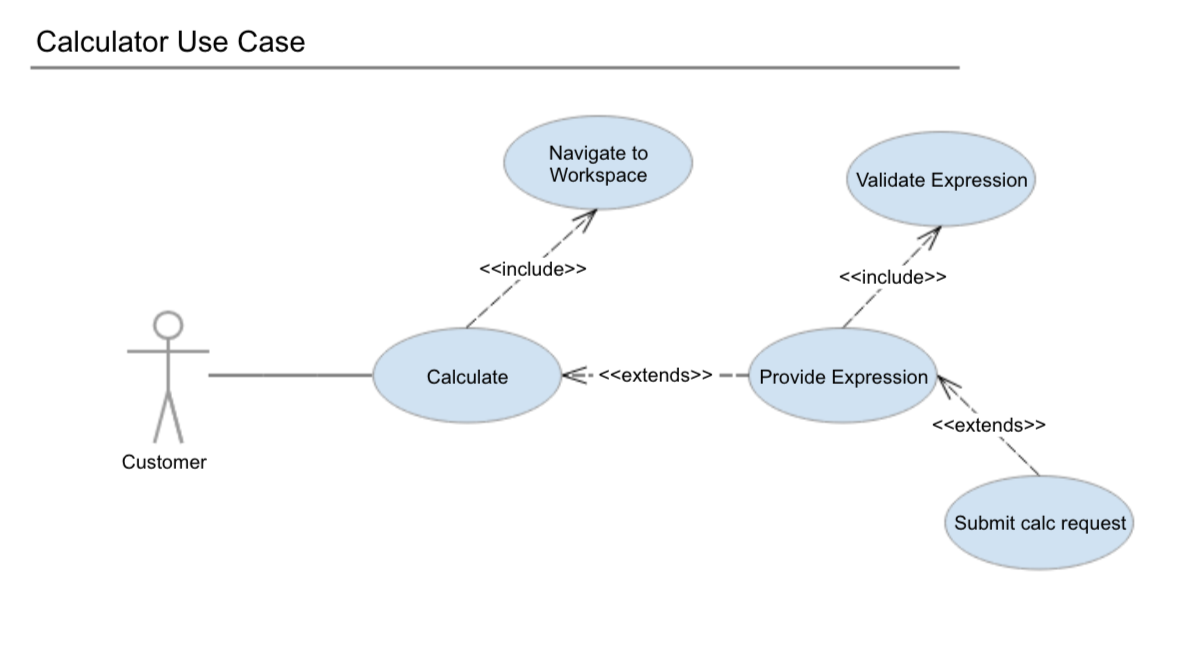 Calculator Use Case
Navigate to
Workspace
Validate Expression
<<include>>
<<include>>
Calculate
<<extends>>
Provide Expression
<<extends>>
Customer
Submit calc request